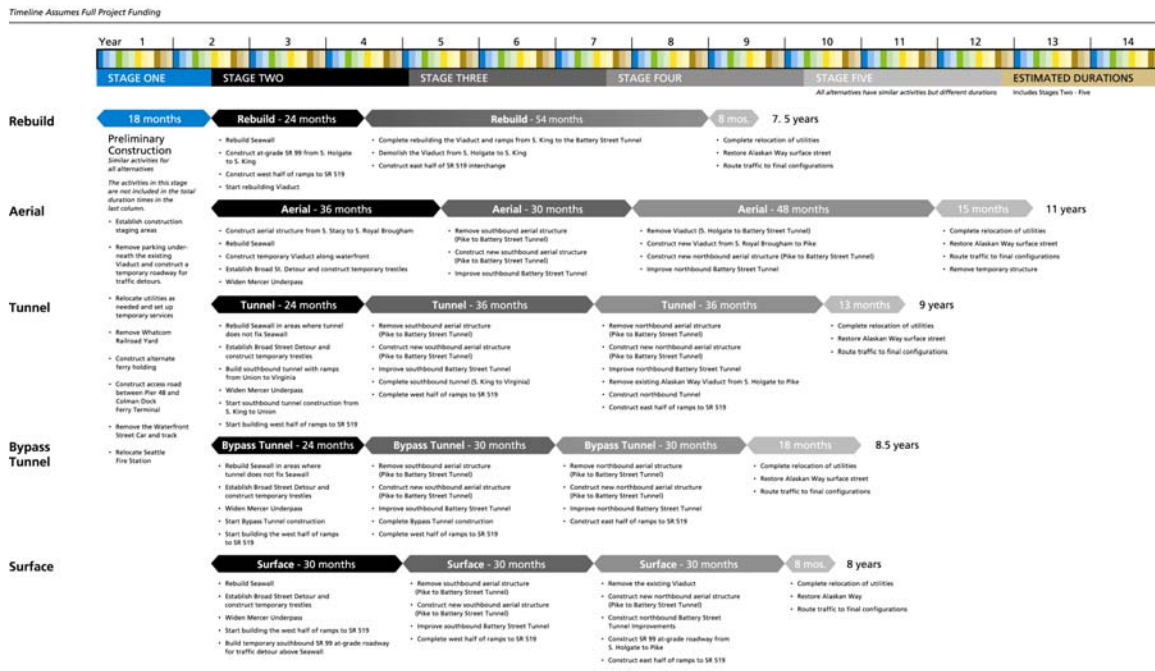 Timeline Assumes Full Project Funding
Year 1 2 3 4 5 6 7 8 9 10 11 12 13 14
STAGE ONE STAGE TWO STAGE THREE STAGE FOUR STAGE FIVE ESTIMATED DURATIONS
All alternatives have similar activities but different durations
Includes Stages Two - Five
Rebuild
18 months
Rebuild - 24 months
Rebuild - 54 months
8 mos.
7. 5 years
Preliminary
Construction
Similar activities for
all alternatives
The activities in this stage
are not included in the total
duration times in the
last column.
• Establish construction
staging areas
• Remove parking under-
neath the existing
Viaduct and construct a
temporary roadway for
traffic detours.
• Relocate utilities as
needed and set up
temporary services
• Remove Whatcom
Railroad Yard
• Construct alternate
ferry holding
• Construct access road
between Pier 48 and
Colman Dock
Ferry Terminal
• Remove the Waterfront
Street Car and track
• Relocate Seattle
Fire Station
• Rebuild Seawall
• Construct at-grade SR 99 from S. Holgate
to S. King
• Construct west half of ramps to SR 519
• Start rebuilding Viaduct
• Complete rebuilding the Viaduct and ramps from S. King to the Battery Street Tunnel
• Demolish the Viaduct from S. Holgate to S. King
• Construct east half of SR 519 interchange
• Complete relocation of utilities
• Restore Alaskan Way surface street
• Route traffic to final configurations
Aerial
Aerial - 36 months
Aerial - 30 months
Aerial - 48 months
15 months
11 years
• Construct aerial structure from S. Stacy to S. Royal Brougham
• Rebuild Seawall
• Construct temporary Viaduct along waterfront
• Establish Broad St. Detour and construct temporary trestles
• Widen Mercer Underpass
• Remove southbound aerial structure
(Pike to Battery Street Tunnel)
• Construct new southbound aerial structure
(Pike to Battery Street Tunnel)
• Improve southbound Battery Street Tunnel
• Remove Viaduct (S. Holgate to Battery Street Tunnel)
• Construct new Viaduct from S. Royal Brougham to Pike
• Construct new northbound aerial structure (Pike to Battery Street Tunnel)
• Improve northbound Battery Street Tunnel
• Complete relocation of utilities
• Restore Alaskan Way surface street
• Route traffic to final configurations
• Remove temporary structure
Tunnel
Tunnel - 24 months
Tunnel - 36 months
Tunnel - 36 months
13 months
9 years
• Rebuild Seawall in areas where tunnel
does not fix Seawall
• Establish Broad Street Detour and
construct temporary trestles
• Build southbound tunnel with ramps
from Union to Virginia
• Widen Mercer Underpass
• Start southbound tunnel construction from
S. King to Union
• Start building west half of ramps to SR 519
• Remove southbound aerial structure
(Pike to Battery Street Tunnel)
• Construct new southbound aerial structure
(Pike to Battery Street Tunnel)
• Improve southbound Battery Street Tunnel
• Complete southbound tunnel (S. King to Virginia)
• Complete west half of ramps to SR 519
• Remove northbound aerial structure
(Pike to Battery Street Tunnel)
• Construct new northbound aerial structure
(Pike to Battery Street Tunnel)
• Improve northbound Battery Street Tunnel
• Remove existing Alaskan Way Viaduct from S. Holgate to Pike
• Construct northbound Tunnel
• Construct east half of ramps to SR 519
• Complete relocation of utilities
• Restore Alaskan Way surface street
• Route traffic to final configurations
Bypass
Tunnel
Bypass Tunnel - 24 months
Bypass Tunnel - 30 months
Bypass Tunnel - 30 months
18 months
8.5 years
• Rebuild Seawall in areas where
tunnel does not fix Seawall
• Establish Broad Street Detour and
construct temporary trestles
• Widen Mercer Underpass
• Start Bypass Tunnel construction
• Start building the west half of ramps
to SR 519
• Remove southbound aerial structure
(Pike to Battery Street Tunnel)
• Construct new southbound aerial structure
(Pike to Battery Street Tunnel)
• Improve southbound Battery Street Tunnel
• Complete Bypass Tunnel construction
• Complete west half of ramps to SR 519
• Remove northbound aerial structure
(Pike to Battery Street Tunnel)
• Construct new northbound aerial structure
(Pike to Battery Street Tunnel)
• Improve northbound Battery Street Tunnel
• Construct east half of ramps to SR 519
• Complete relocation of utilities
• Restore Alaskan Way surface street
• Route traffic to final configurations
Surface
Surface - 30 months
Surface - 30 months
Surface - 30 months
8 mos.
8 years
• Rebuild Seawall
• Establish Broad Street Detour and
construct temporary trestles
• Widen Mercer Underpass
• Start building the west half of ramps to SR 519
• Build temporary southbound SR 99 at-grade roadway
for traffic detour above Seawall
• Remove southbound aerial structure
(Pike to Battery Street Tunnel)
• Construct new southbound aerial structure
(Pike to Battery Street Tunnel)
• Improve southbound Battery Street Tunnel
• Complete west half of ramps to SR 519
• Remove the existing Viaduct
• Construct new northbound aerial structure
(Pike to Battery Street Tunnel)
• Construct northbound Battery Street
Tunnel Improvements
• Construct SR 99 at-grade roadway from
S. Holgate to Pike
• Construct east half of ramps to SR 519
• Complete relocation of utilities
• Restore Alaskan Way
• Route traffic to final configurations